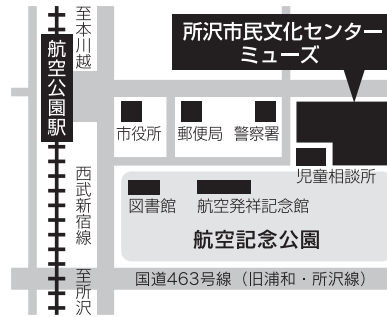 至本川越
航空公園駅
西武新宿線
至所沢
所沢市民文化センター
ミューズ
市役所
郵便局
警察署
児童相談所
図書館
航空発祥記念館
航空記念公園
国道463号線（旧浦和・所沢線）